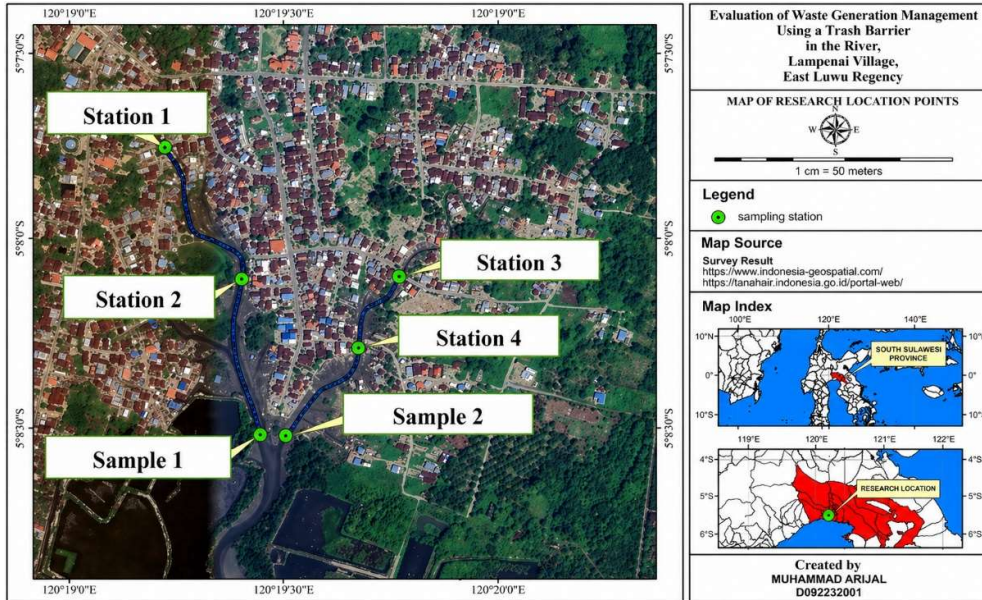 120°19'0"E
120°19'30"E
120°20'0"E
5°7'30"S
5°7'30"S
5°8'0"S
5°8'0"S
5°8'30"S
5°8'30"S
Station 1
Station 2
Station 3
Station 4
Sample 1
Sample 2
120°19'0"E
120°19'30"E
120°20'0"E
Evaluation of Waste Generation Management
Using a Trash Barrier
in the River,
Lampenai Village,
East Luwu Regency
MAP OF RESEARCH LOCATION POINTS
N
W E
S
1 cm = 50 meters
Legend
sampling station
Map Source
Survey Result
https://www.indonesia-geospatial.com/
https://tanahair.indonesia.go.id/portal-web/
Map Index
100°E 120°E 140°E
10°N
10°N
0°
0°
10°S
10°S
SOUTH SULAWESI
PROVINCE
119°E 120°E 121°E 122°E
4°S
4°S
5°S
5°S
6°S
6°S
RESEARCH LOCATION
Created by
MUHAMMAD ARIJAL
D092232001